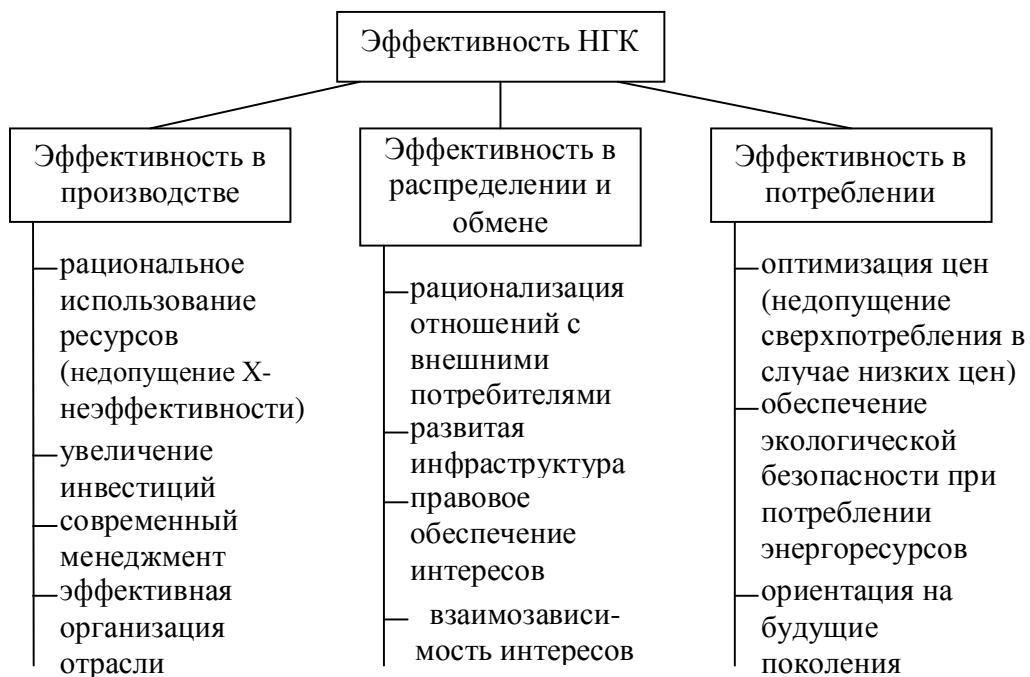 Эффективность НГК
Эффективность в
производстве
рациональное
использование
ресурсов
(недопущение Х-
неэффективности)
увеличение
инвестиций
современный
менеджмент
эффективная
организация
отрасли
Эффективность в
распределении и
обмене
рационализация
отношений с
внешними
потребителями
развитая
инфраструктура
правовое
обеспечение
интересов
взаимозависи-
мость интересов
Эффективность в
потреблении
оптимизация цен
(недопущение
сверхпотребления в
случае низких цен)
обеспечение
экологической
безопасности при
потреблении
энергоресурсов
ориентация на
будущие
поколения